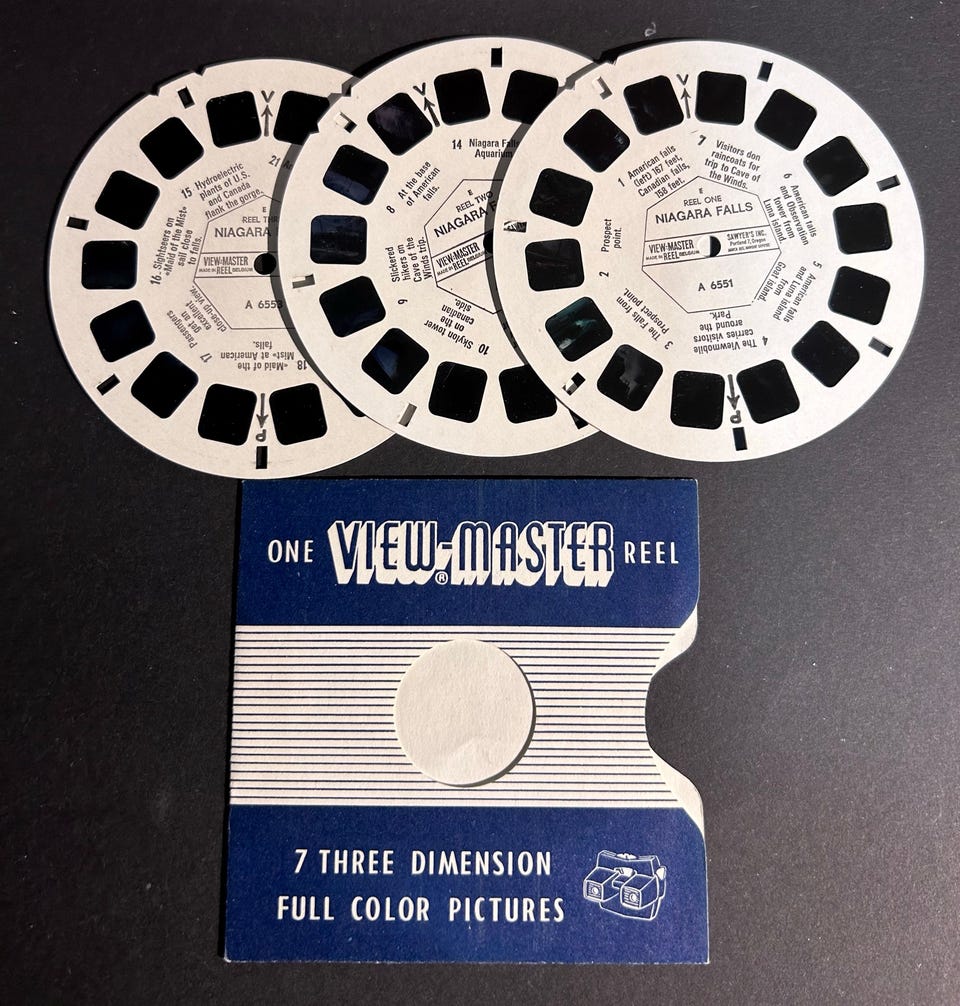 15 Hydroelectric
plants of U.S.
and Canada
flank the gorge.
21
16 Sightseers on
«Maid of the Mist»
sail close
to falls.
17 Passengers
get an
excellent
close-up view.
18 «Maid of the
Mist» at American
falls.
E
REEL
NIAGARA
VIEW-MASTER
MADE IN REEL BELGIUM
A 6553
V
P
14 Niagara Falls
Aquarium
8 At the base
of American
falls.
9 Slickered
hikers on
Cave of the
Winds trip.
10 Skylon tower
on the
canadian
side.
E
REEL TWO
NIAGARA F
VIEW-MASTER
MADE IN REEL BELGIUM
V
1 American falls
(left) 167 feet,
Canadian falls,
158 feet.
2 Prospect
point.
3 The Falls from
Prospect point.
4 The Viewmobile
carries visitors
around the
Park.
5 American falls
and Luna island
from
Goat island.
6 American falls
and Observation
tower from
Luna island.
7 Visitors don
raincoats for
trip to Cave of
the Winds.
E
REEL ONE
NIAGARA FALLS
VIEW-MASTER
MADE IN REEL BELGIUM
SAWYER'S INC.
Portland 7, Oregon
A 6551
V
P
ONE VIEW-MASTER® REEL
7 THREE DIMENSION
FULL COLOR PICTURES